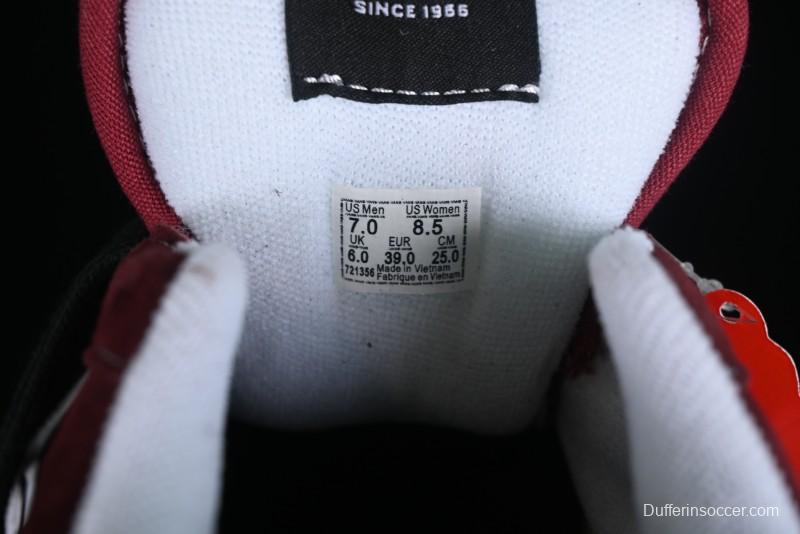 SINCE 1966
US Men US Women
7.0 8.5
UK EUR CM
6.0 39.0 25.0
721356 Made in Vietnam
Fabrique en Vietnam
Dufferinsoccer.com